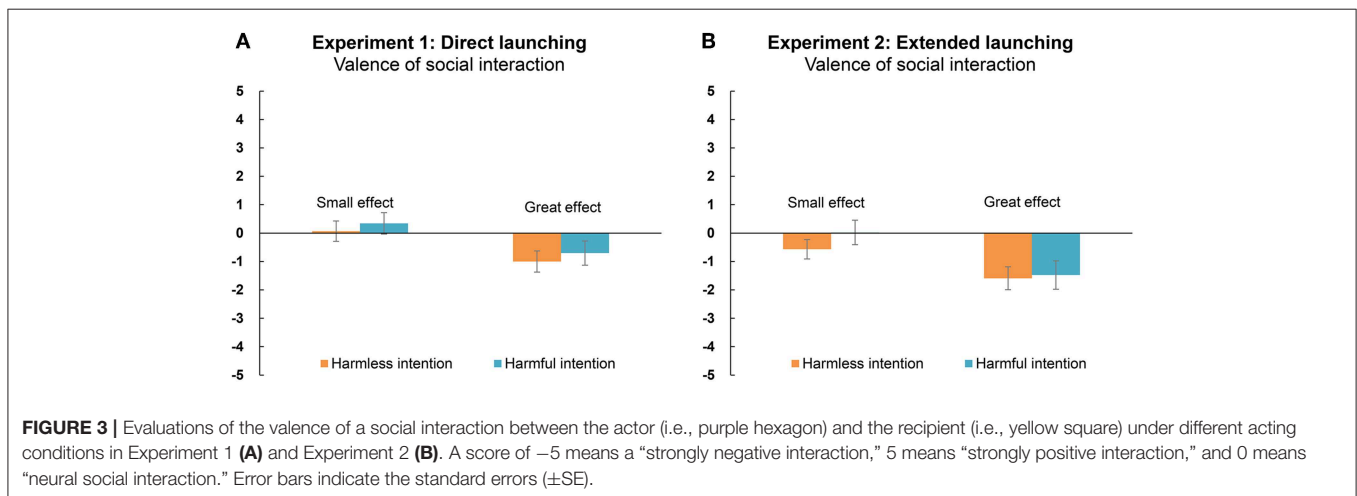 A
Experiment 1: Direct launching
Valence of social interaction
5
4
3
2
1
0
-1
-2
-3
-4
-5
Small effect
Great effect
Harmless intention
Harmful intention
B
Experiment 2: Extended launching
Valence of social interaction
5
4
3
2
1
0
-1
-2
-3
-4
-5
Small effect
Great effect
Harmless intention
Harmful intention
FIGURE 3 | Evaluations of the valence of a social interaction between the actor (i.e., purple hexagon) and the recipient (i.e., yellow square) under different acting
conditions in Experiment 1 (A) and Experiment 2 (B). A score of −5 means a “strongly negative interaction,” 5 means “strongly positive interaction,” and 0 means
“neural social interaction.” Error bars indicate the standard errors (±SE).